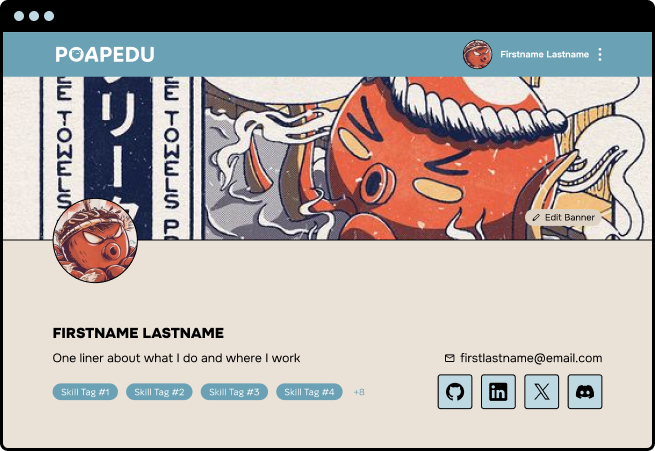 POAPEDU
Firstname Lastname
TOWELS
リー
TOWELS
Edit Banner
FIRSTNAME LASTNAME
One liner about what I do and where I work
firstlastname@email.com
Skill Tag #1 Skill Tag #2 Skill Tag #3 Skill Tag #4 +8
in